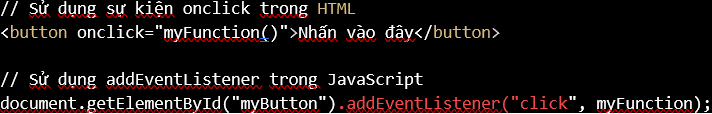 // Sử dụng sự kiện onclick trong HTML
<button onclick="myFunction()">Nhấn vào đây</button>
// Sử dụng addEventListener trong JavaScript
document.getElementById("myButton").addEventListener("click", myFunction);